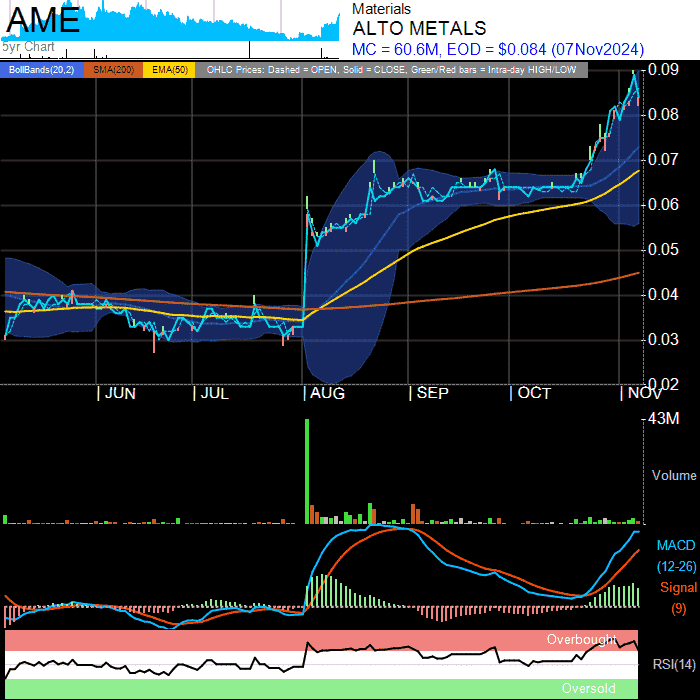 AME
5yr Chart
Materials
ALTO METALS
MC = 60.6M, EOD = $0.084 (07Nov2024)
BollBands(20,2) SMA(200) EMA(50) OHLC Prices: Dashed = OPEN, Solid = CLOSE, Green/Red bars = Intra-day HIGH/LOW
0.09
0.08
0.07
0.06
0.05
0.04
0.03
0.02
JUN JUL AUG SEP OCT NOV
43M
Volume
MACD
(12-26)
Signal
(9)
Overbought
RSI(14)
Oversold